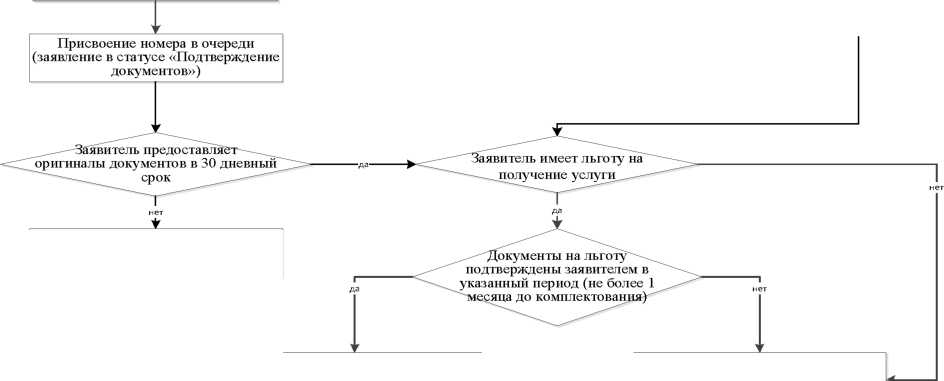 Присвоение номера в очереди
(заявление в статусе «Подтверждение
документов»)
Заявитель предоставляет
оригиналы документов в 30 дневный
срок
да
Заявитель имеет льготу на
получение услуги
нет
нет
да
Документы на льготу
подтверждены заявителем в
указанный период (не более 1
месяца до комплектования)
да
нет